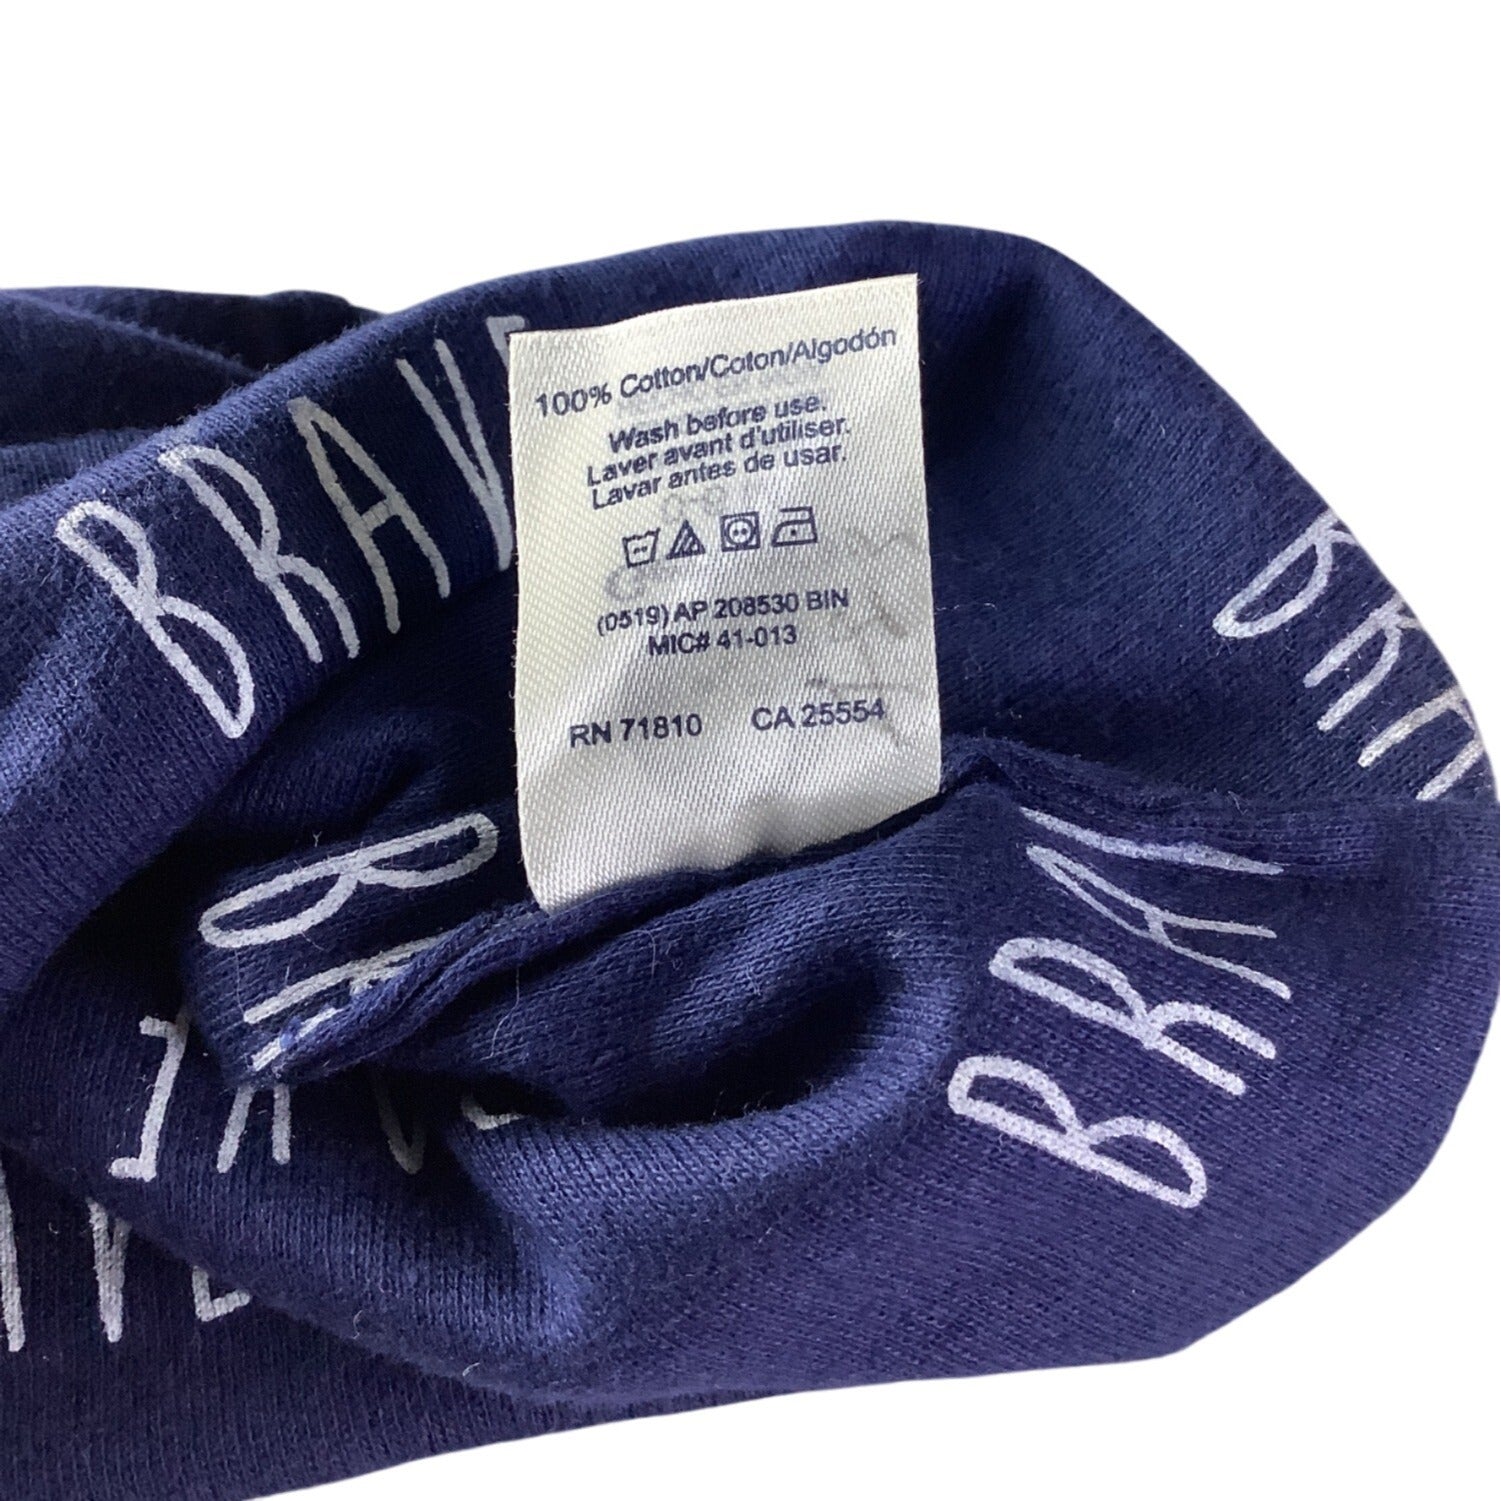 100% Cotton/Coton/Algodón
Wash before use.
Laver avant d'utiliser.
Lavar antes de usar.
(0519) AP 208530 BIN
MIC# 41-013
RN 71810 CA 25554
BRAVE
BRA
BRA